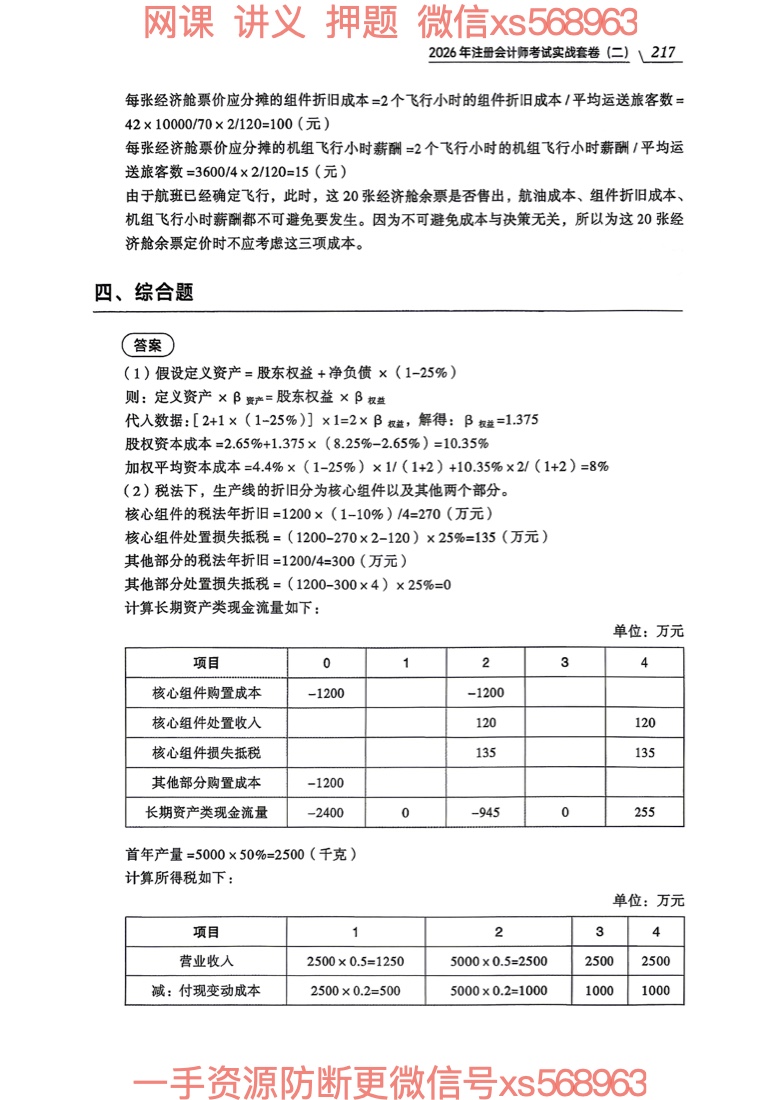 网课 讲义 押题 微信xs568963
2026年注册会计师考试实战套卷（二） 217
每张经济舱票价应分摊的组件折旧成本=2个飞行小时的组件折旧成本/平均运送旅客数=
42×10000/70×2/120=100（元）
每张经济舱票价应分摊的机组飞行小时薪酬=2个飞行小时的机组飞行小时薪酬/平均运
送旅客数=3600/4×2/120=15（元）
由于航班已经确定飞行，此时，这20张经济舱余票是否售出，航油成本、组件折旧成本、
机组飞行小时薪酬都不可避免要发生。因为不可避免成本与决策无关，所以为这20张经
济舱余票定价时不应考虑这三项成本。
四、综合题
答案
（1）假设定义资产=股东权益+净负债×（1-25%）
则：定义资产×β资产=股东权益×β权益
代入数据：[2+1×（1-25%）]×1=2×β权益，解得：β权益=1.375
股权资本成本=2.65%+1.375×（8.25%-2.65%）=10.35%
加权平均资本成本=4.4%×（1-25%）×1/（1+2）+10.35%×2/（1+2）=8%
（2）税法下，生产线的折旧分为核心组件以及其他两个部分。
核心组件的税法年折旧=1200×（1-10%）/4=270（万元）
核心组件处置损失抵税=（1200-270×2-120）×25%=135（万元）
其他部分的税法年折旧=1200/4=300（万元）
其他部分处置损失抵税=（1200-300×4）×25%=0
计算长期资产类现金流量如下：
单位：万元
项目 0 1 2 3 4
核心组件购置成本 -1200 -1200
核心组件处置收入 120 120
核心组件损失抵税 135 135
其他部分购置成本 -1200
长期资产类现金流量 -2400 0 -945 0 255
首年产量=5000×50%=2500（千克）
计算所得税如下：
单位：万元
项目 1 2 3 4
营业收入 2500×0.5=1250 5000×0.5=2500 2500 2500
减：付现变动成本 2500×0.2=500 5000×0.2=1000 1000 1000
一手资源防断更微信号xs568963